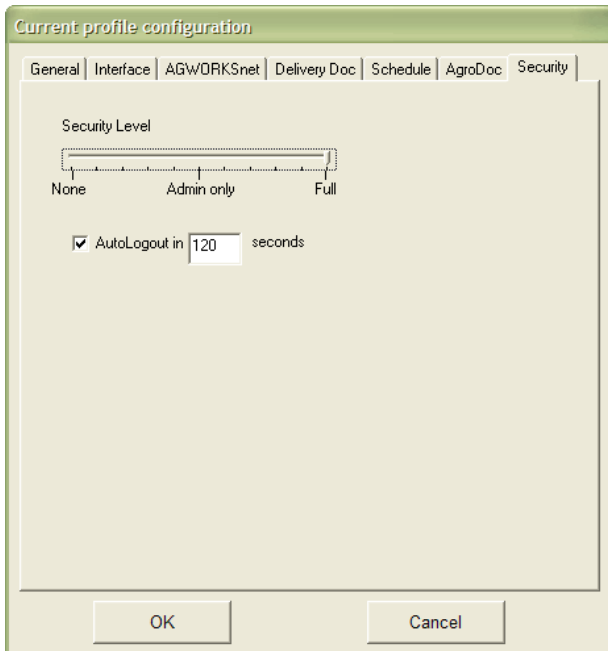 Current profile configuration
General Interface AGWORKSnet Delivery Doc Schedule AgroDoc Security
Security Level
None Admin only Full
AutoLogout in 120 seconds
OK Cancel